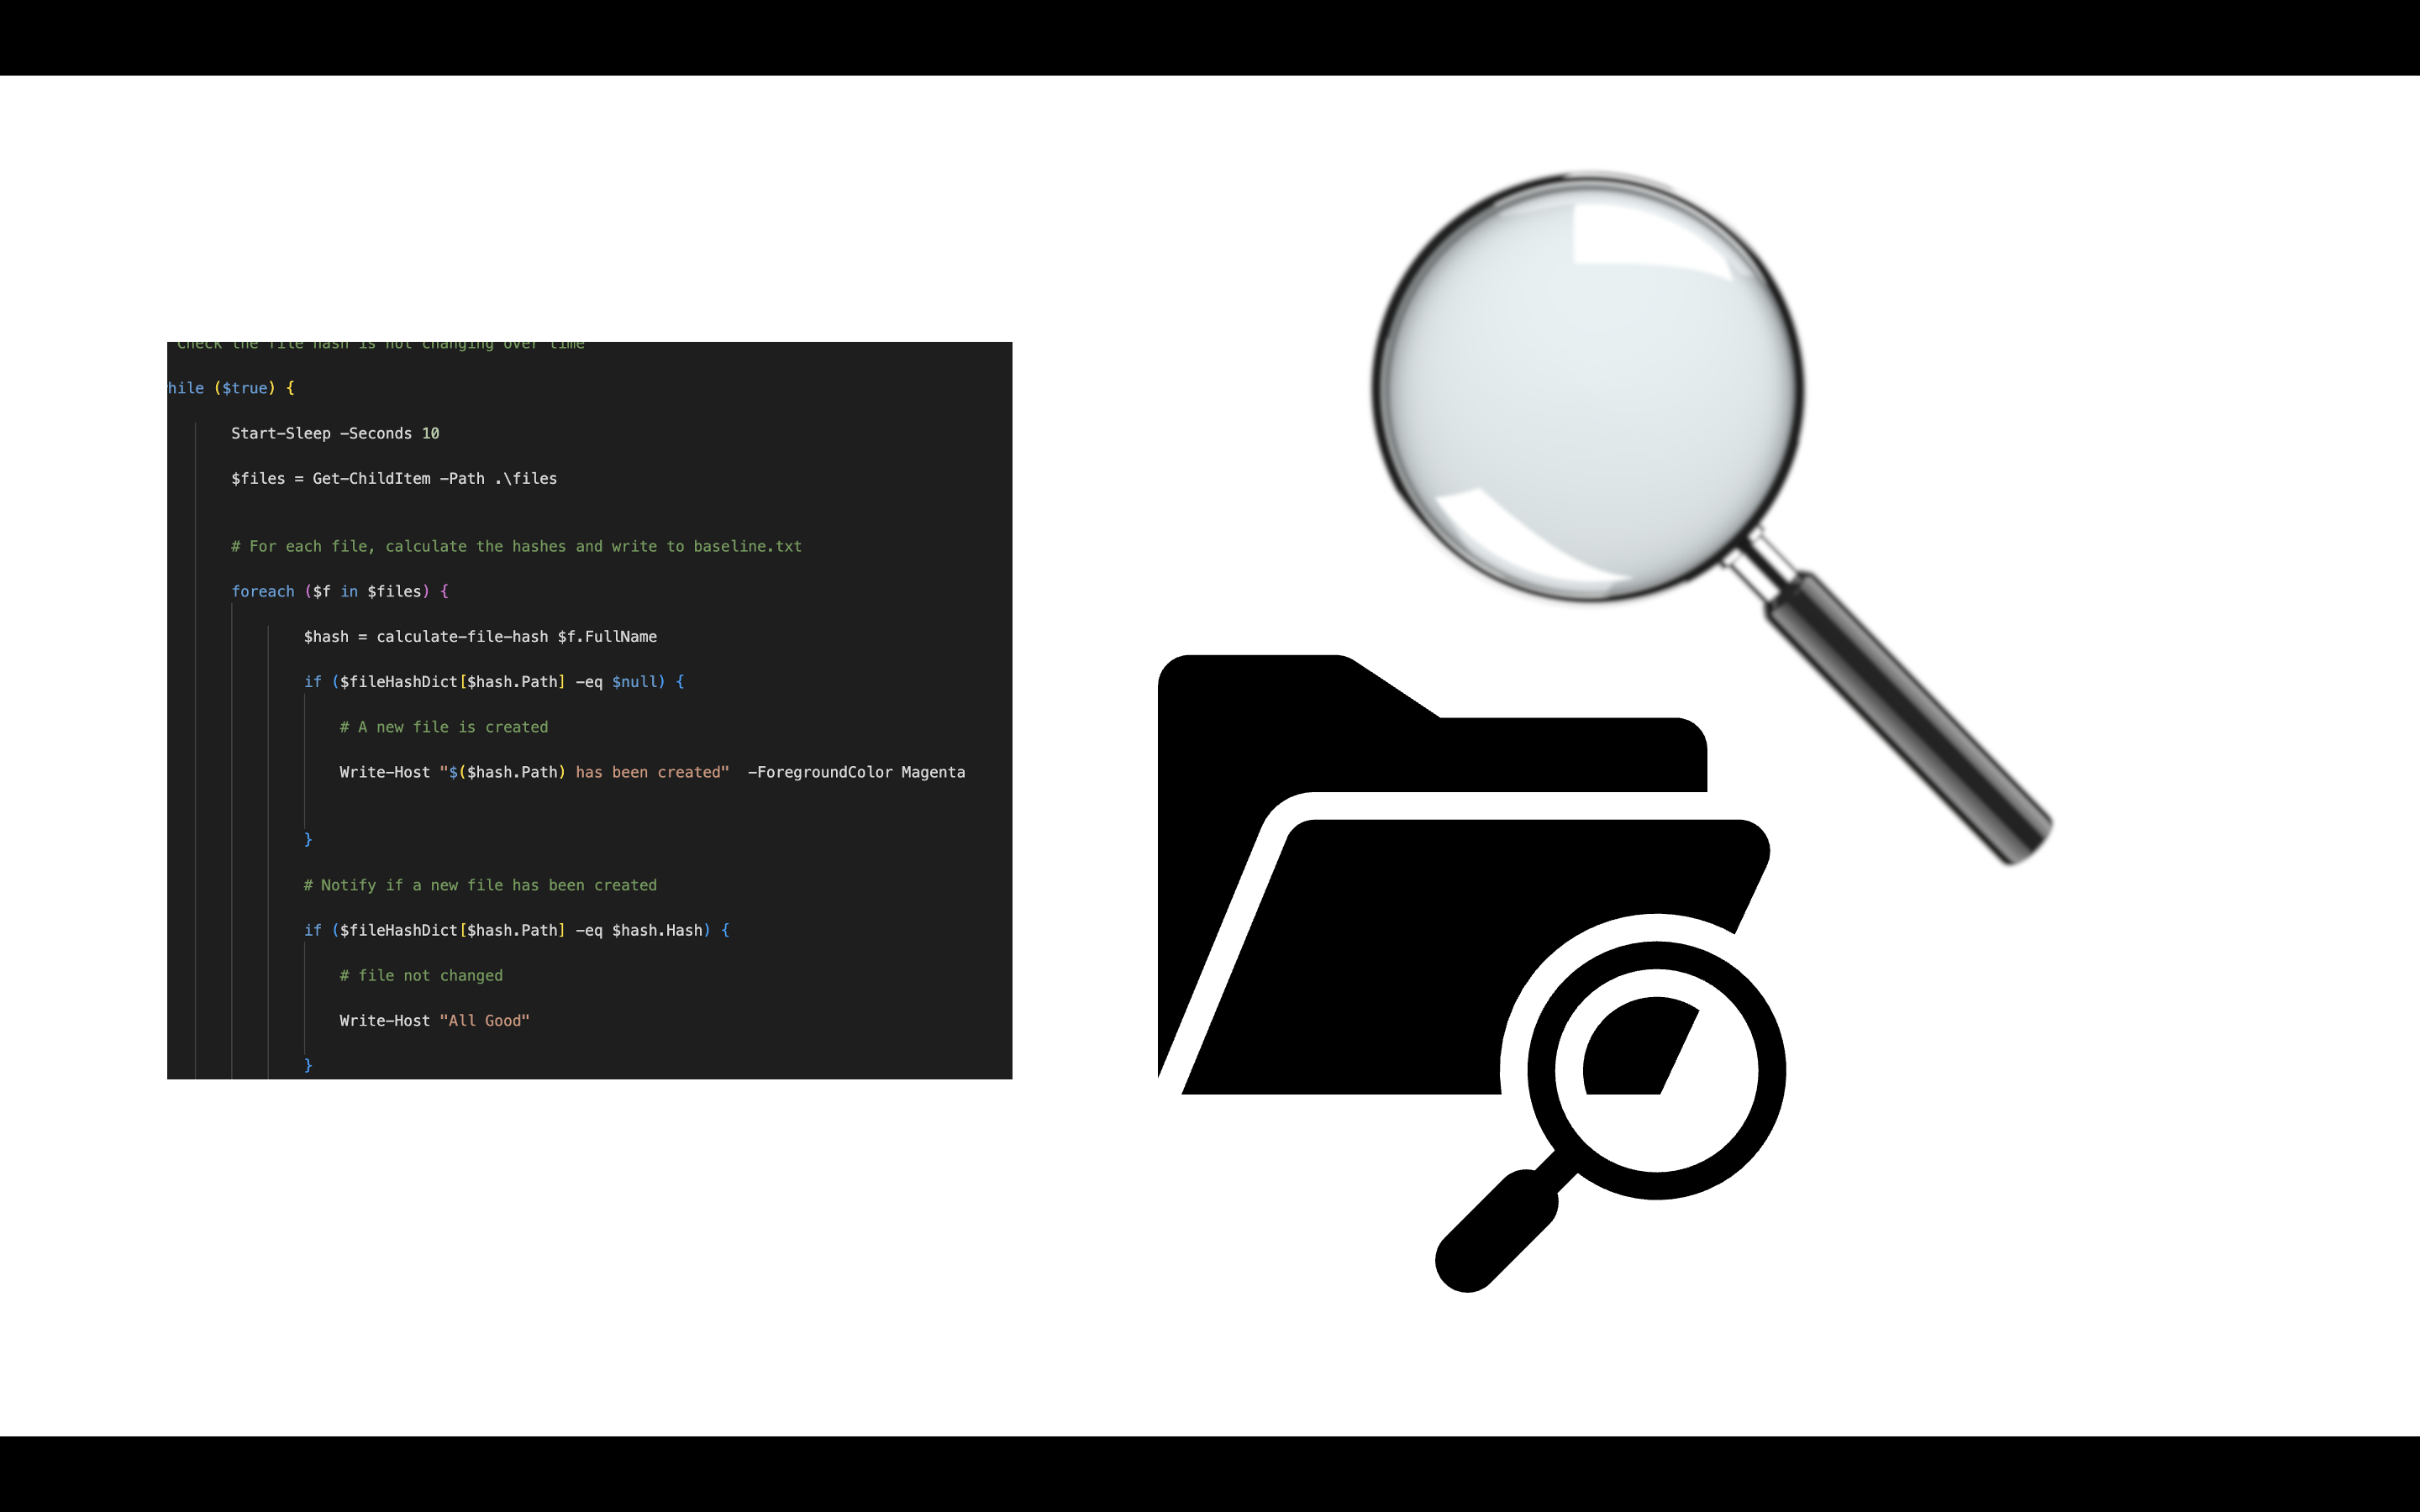 Check the file hash is not changing over time
hile ($true) {
Start-Sleep -Seconds 10
$files = Get-ChildItem -Path .\files
# For each file, calculate the hashes and write to baseline.txt
foreach ($f in $files) {
$hash = calculate-file-hash $f.FullName
if ($fileHashDict[$hash.Path] -eq $null) {
# A new file is created
Write-Host "$($hash.Path) has been created"  -ForegroundColor Magenta
}
# Notify if a new file has been created
if ($fileHashDict[$hash.Path] -eq $hash.Hash) {
# file not changed
Write-Host "All Good"
}